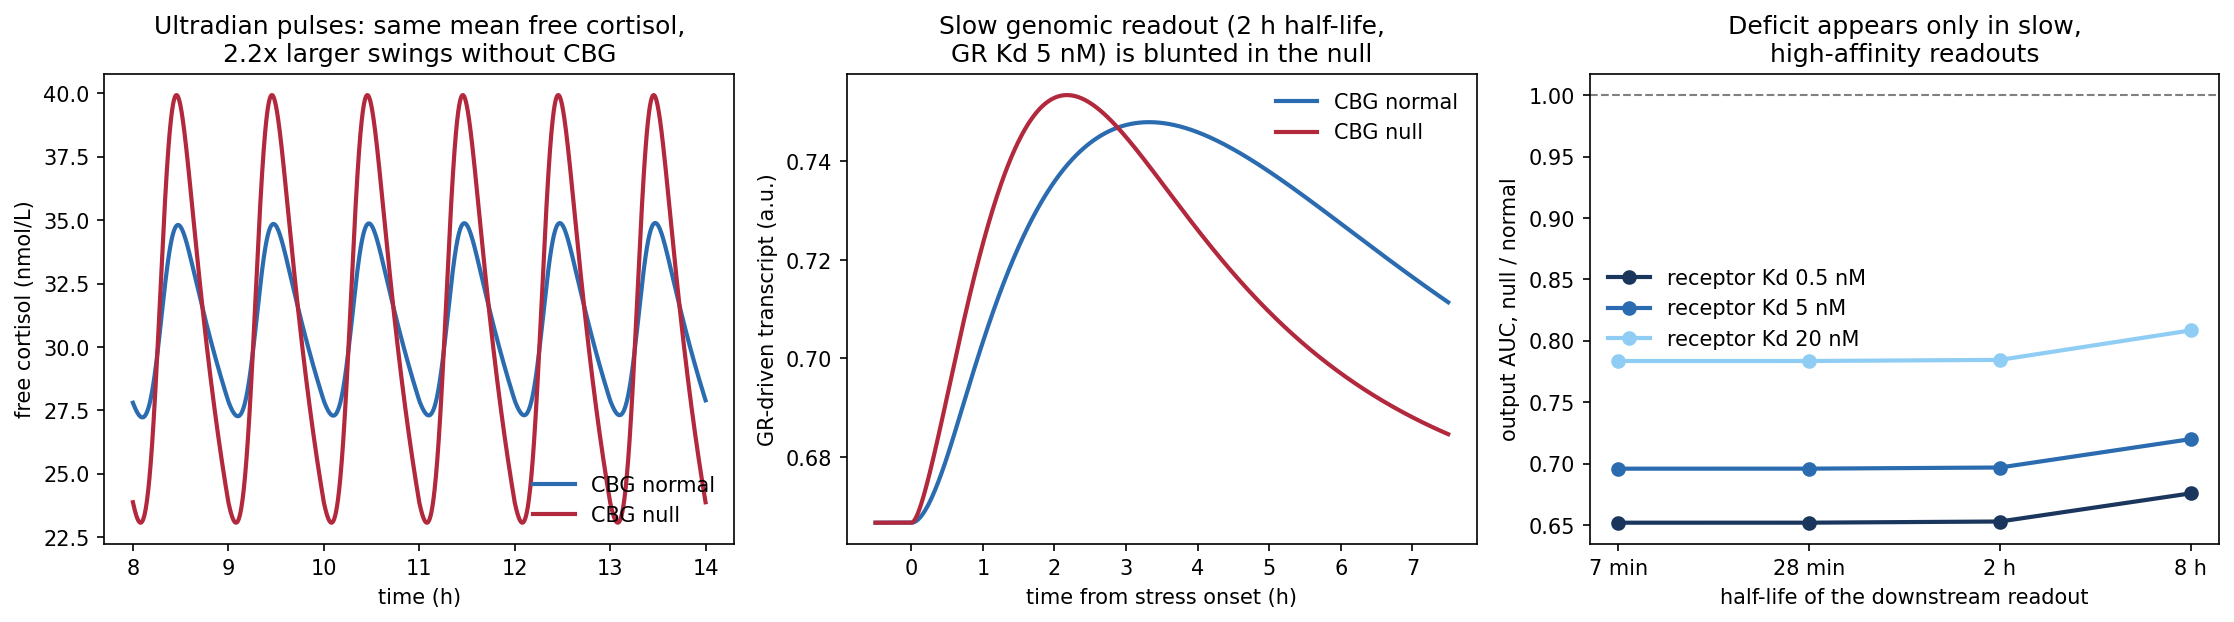 Ultradian pulses: same mean free cortisol,
2.2x larger swings without CBG
free cortisol (nmol/L)
40.0
37.5
35.0
32.5
30.0
27.5
25.0
22.5
CBG normal
CBG null
8 9 10 11 12 13 14
time (h)
Slow genomic readout (2 h half-life,
GR Kd 5 nM) is blunted in the null
GR-driven transcript (a.u.)
0.74
0.72
0.70
0.68
CBG normal
CBG null
0 1 2 3 4 5 6 7
time from stress onset (h)
Deficit appears only in slow,
high-affinity readouts
output AUC, null / normal
1.00
0.95
0.90
0.85
0.80
0.75
0.70
0.65
receptor Kd 0.5 nM
receptor Kd 5 nM
receptor Kd 20 nM
7 min 28 min 2 h 8 h
half-life of the downstream readout